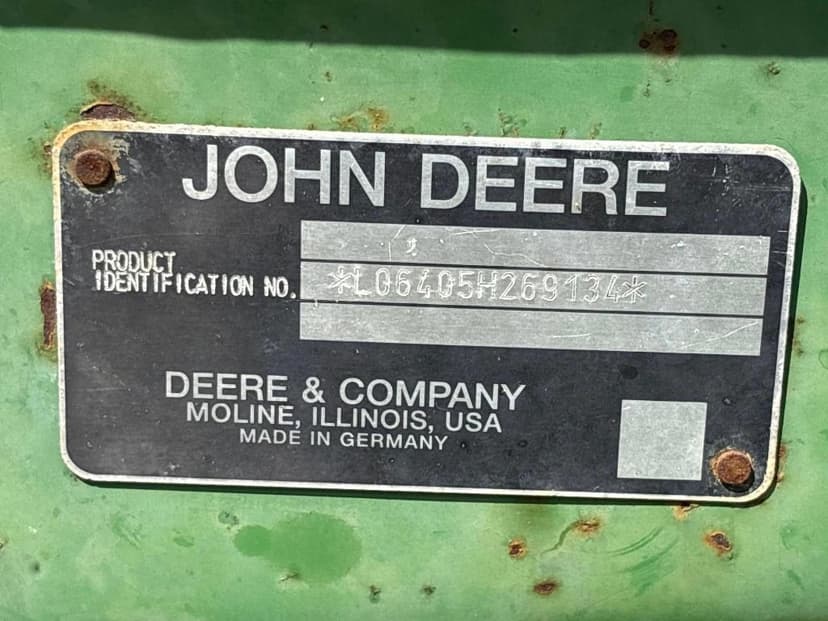 JOHN DEERE
PRODUCT
IDENTIFICATION NO.
*L06405H269134*
DEERE & COMPANY
MOLINE, ILLINOIS, USA
MADE IN GERMANY